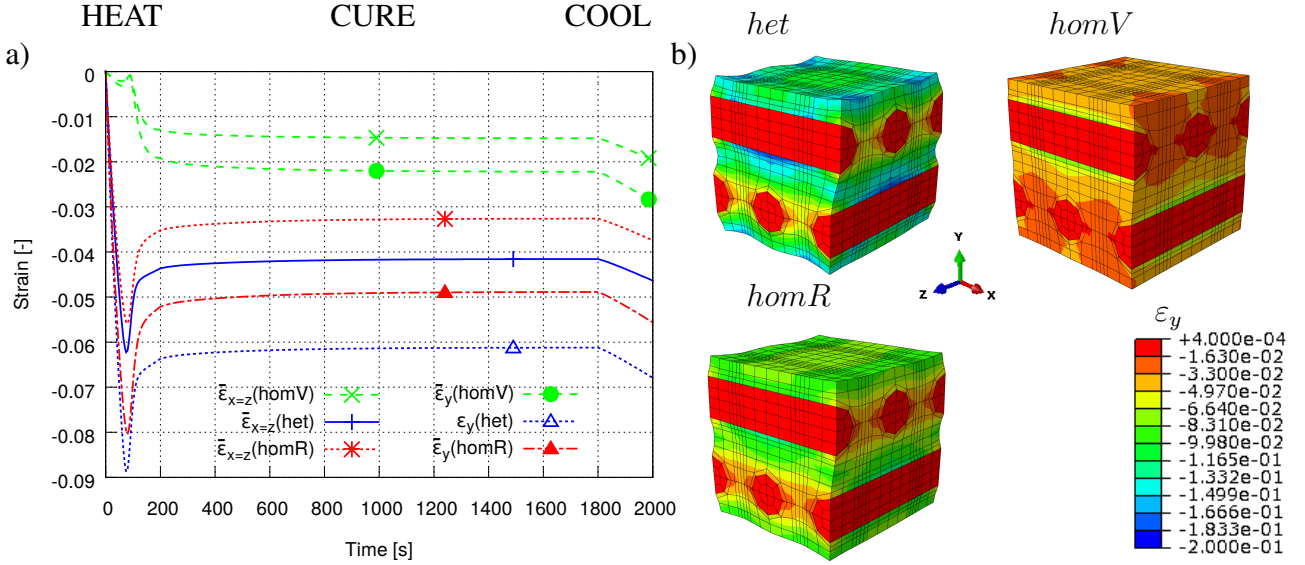 HEAT CURE COOL
a)
0
-0.01
-0.02
-0.03
-0.04
-0.05
-0.06
-0.07
-0.08
-0.09
Strain [-]
0 200 400 600 800 1000 1200 1400 1600 1800 2000
Time [s]
ε̅x=z(homV) ε̅y(homV)
ε̅x=z(het) εy(het)
ε̅x=z(homR) ε̅y(homR)
b)
het homV
Y
Z X
homR
εy
+4.000e-04
-1.630e-02
-3.300e-02
-4.970e-02
-6.640e-02
-8.310e-02
-9.980e-02
-1.165e-01
-1.332e-01
-1.499e-01
-1.666e-01
-1.833e-01
-2.000e-01